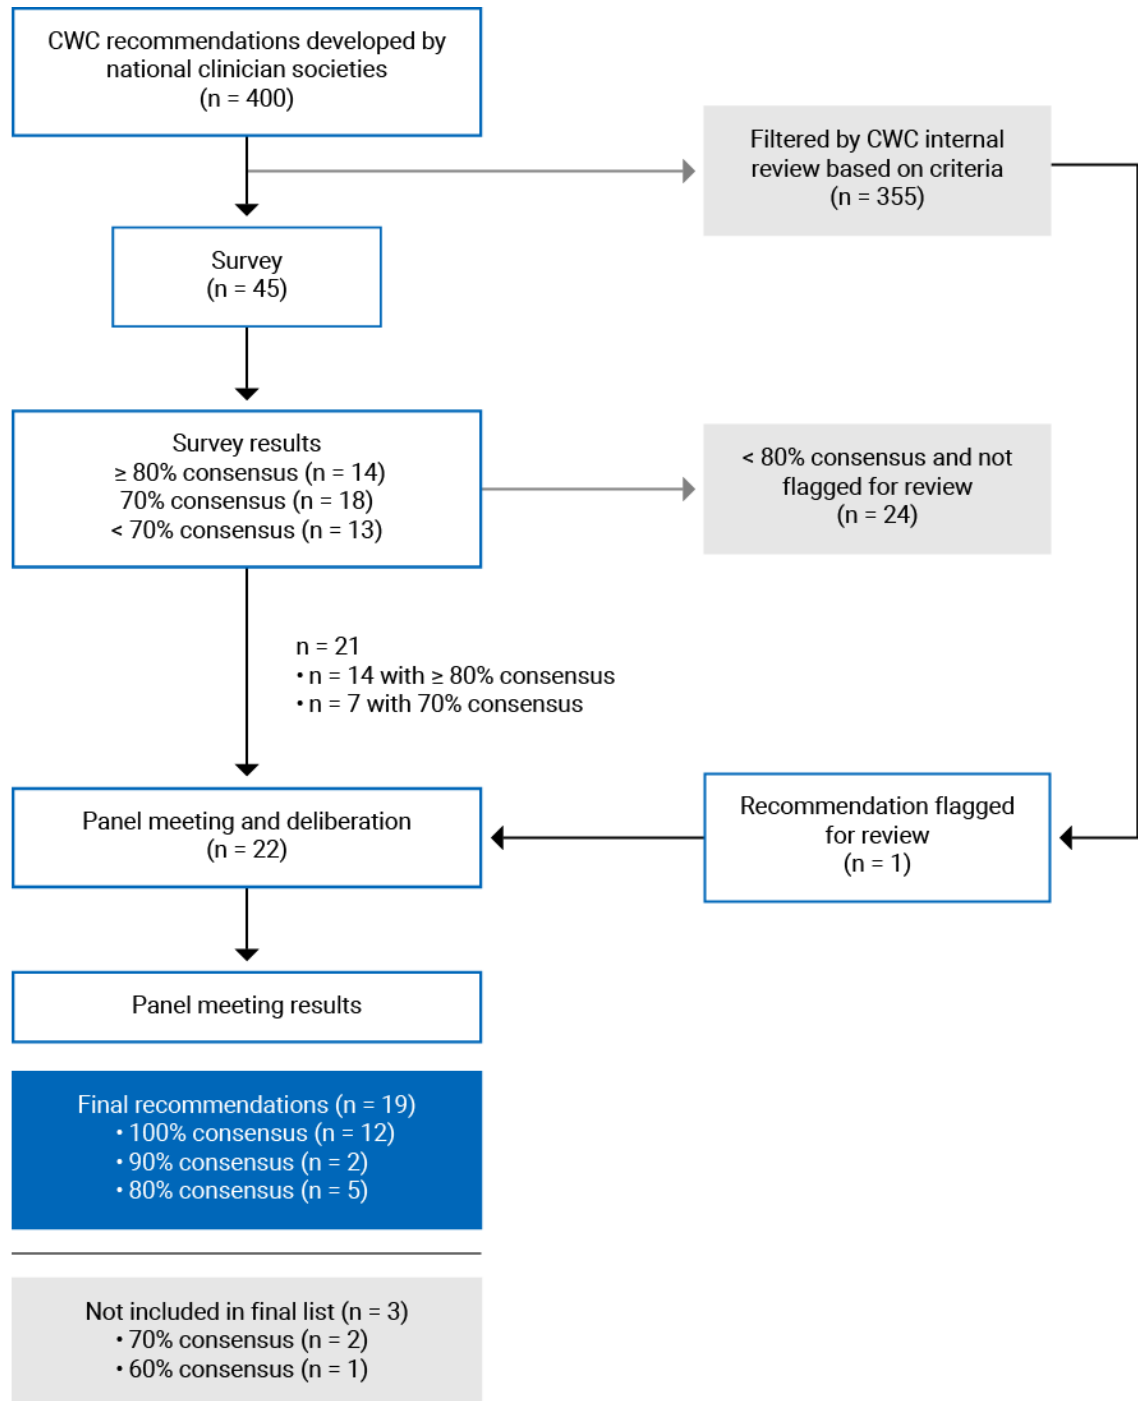 CWC recommendations developed by
national clinician societies
(n = 400)
Filtered by CWC internal
review based on criteria
(n = 355)
Survey
(n = 45)
Survey results
≥ 80% consensus (n = 14)
70% consensus (n = 18)
< 70% consensus (n = 13)
< 80% consensus and not
flagged for review
(n = 24)
n = 21
• n = 14 with ≥ 80% consensus
• n = 7 with 70% consensus
Panel meeting and deliberation
(n = 22)
Recommendation flagged
for review
(n = 1)
Panel meeting results
Final recommendations (n = 19)
• 100% consensus (n = 12)
• 90% consensus (n = 2)
• 80% consensus (n = 5)
Not included in final list (n = 3)
• 70% consensus (n = 2)
• 60% consensus (n = 1)